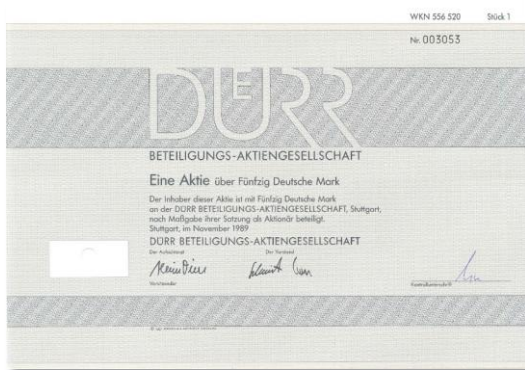 WKN 556 520 Stück 1
Nr. 003053
DÜRR
BETEILIGUNGS-AKTIENGESELLSCHAFT
Eine Aktie über Fünfzig Deutsche Mark
Der Inhaber dieser Aktie ist mit Fünfzig Deutsche Mark
an der DÜRR BETEILIGUNGS-AKTIENGESELLSCHAFT, Stuttgart,
nach Maßgabe ihrer Satzung als Aktionär beteiligt.
Stuttgart, im November 1989
DÜRR BETEILIGUNGS-AKTIENGESELLSCHAFT
Der Aufsichtsrat Der Vorstand
Vorsitzender
Kontrollunterschrift